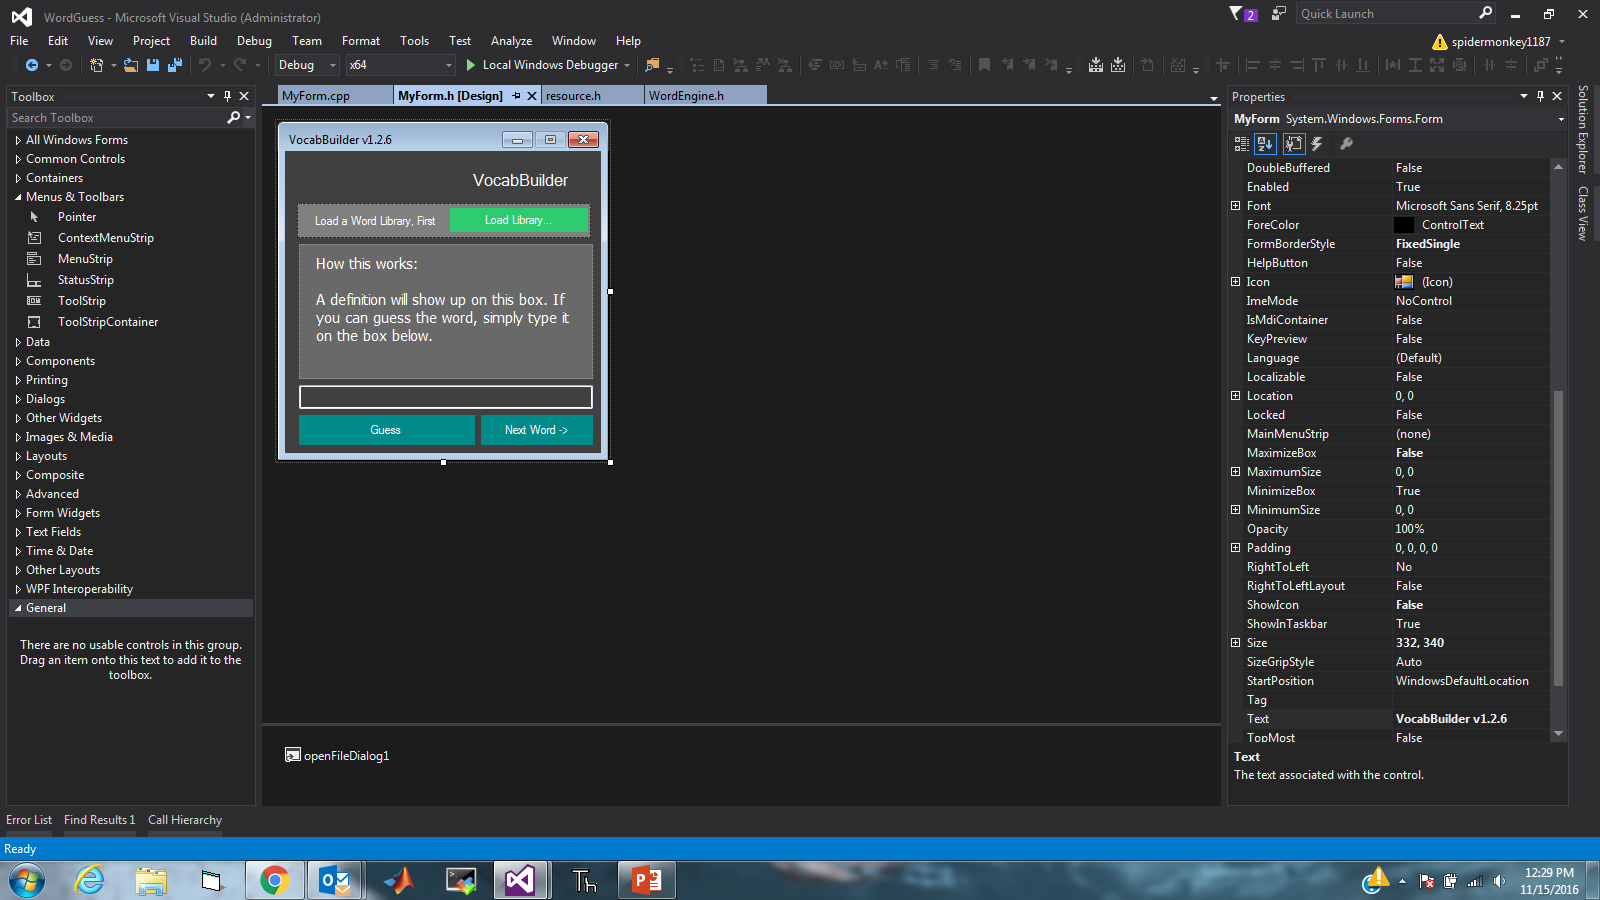 WordGuess - Microsoft Visual Studio (Administrator)
2
Quick Launch
File Edit View Project Build Debug Team Format Tools Test Analyze Window Help
spidermonkey1187
Debug x64 Local Windows Debugger
Toolbox
Search Toolbox
All Windows Forms
Common Controls
Containers
Menus & Toolbars
Pointer
ContextMenuStrip
MenuStrip
StatusStrip
ToolStrip
ToolStripContainer
Data
Components
Printing
Dialogs
Other Widgets
Images & Media
Layouts
Composite
Advanced
Form Widgets
Text Fields
Time & Date
Other Layouts
WPF Interoperability
General
There are no usable controls in this group.
Drag an item onto this text to add it to the
toolbox.
MyForm.cpp MyForm.h [Design] resource.h WordEngine.h
VocabBuilder v1.2.6
VocabBuilder
Load a Word Library, First Load Library...
How this works:
A definition will show up on this box. If
you can guess the word, simply type it
on the box below.
Guess Next Word ->
openFileDialog1
Properties
MyForm System.Windows.Forms.Form
DoubleBuffered False
Enabled True
Font Microsoft Sans Serif, 8.25pt
ForeColor ControlText
FormBorderStyle FixedSingle
HelpButton False
Icon (Icon)
ImeMode NoControl
IsMdiContainer False
KeyPreview False
Language (Default)
Localizable False
Location 0, 0
Locked False
MainMenuStrip (none)
MaximizeBox False
MaximumSize 0, 0
MinimizeBox True
MinimumSize 0, 0
Opacity 100%
Padding 0, 0, 0, 0
RightToLeft No
RightToLeftLayout False
ShowIcon False
ShowInTaskbar True
Size 332, 340
SizeGripStyle Auto
StartPosition WindowsDefaultLocation
Tag
Text VocabBuilder v1.2.6
TopMost False
Text
The text associated with the control.
Solution Explorer
Class View
Error List Find Results 1 Call Hierarchy
Ready
Th
12:29 PM
11/15/2016